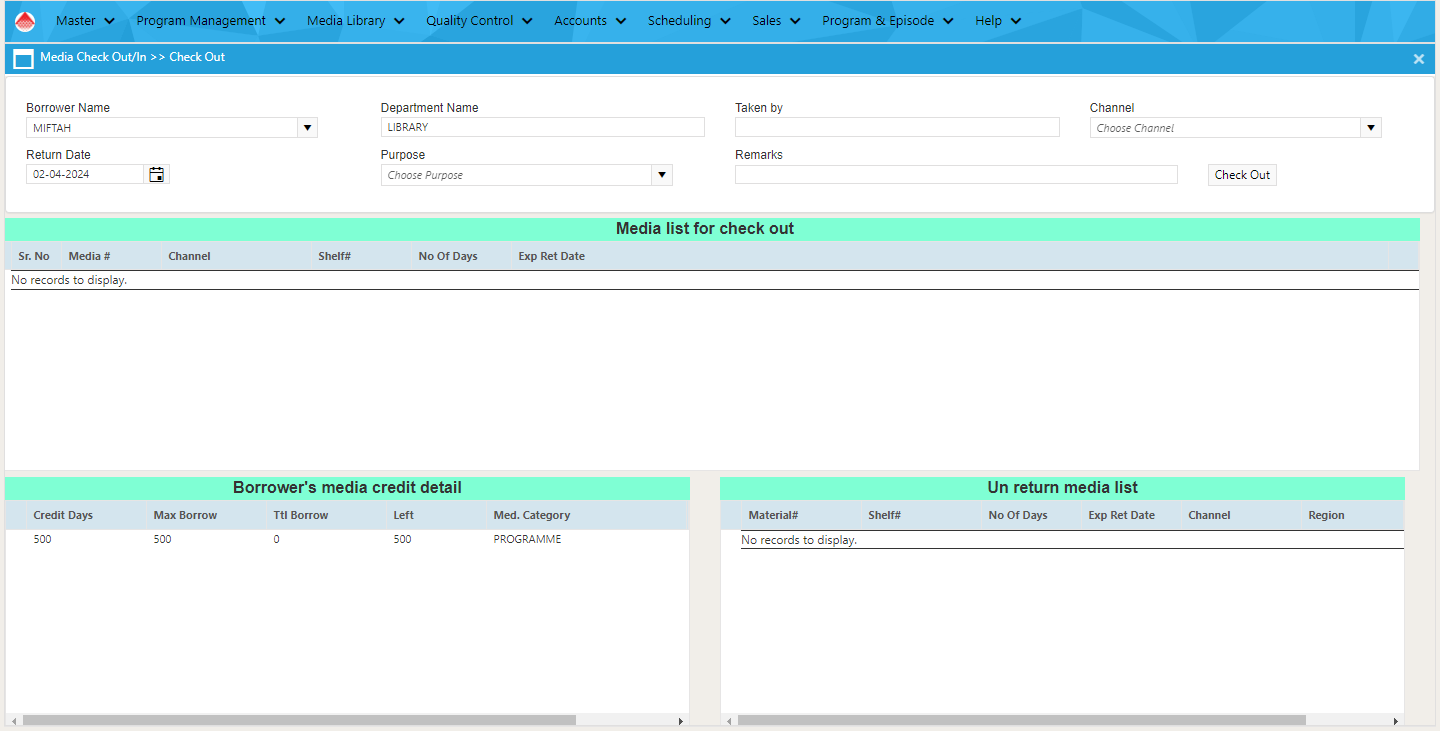 Master Program Management Media Library Quality Control Accounts Scheduling Sales Program & Episode Help
Media Check Out/In >> Check Out
Borrower Name Department Name Taken by Channel
MIFTAH LIBRARY Choose Channel
Return Date Purpose Remarks
02-04-2024 Choose Purpose Check Out
Media list for check out
Sr. No Media # Channel Shelf# No Of Days Exp Ret Date
No records to display.
Borrower's media credit detail
Credit Days Max Borrow Ttl Borrow Left Med. Category
500 500 0 500 PROGRAMME
Un return media list
Material# Shelf# No Of Days Exp Ret Date Channel Region
No records to display.